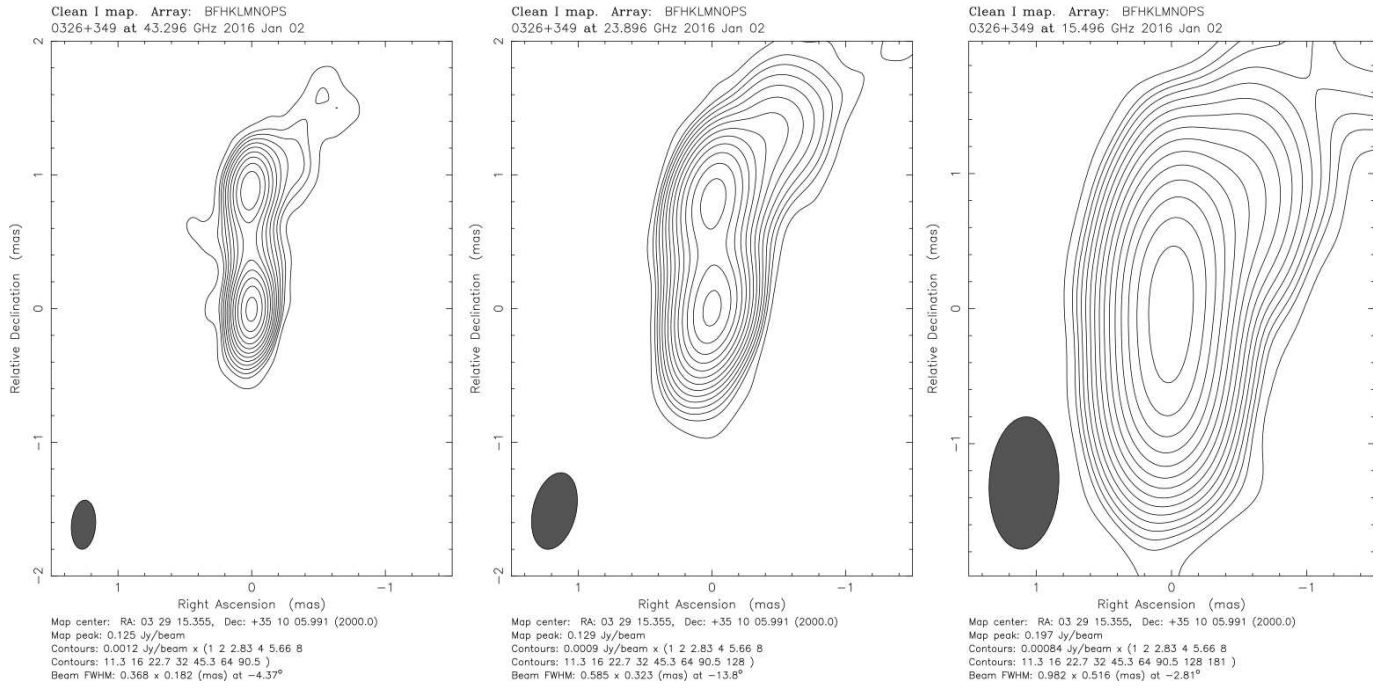 Clean I map. Array: BFHKLMNOPS
0326+349 at 43.296 GHz 2016 Jan 02
2
1
0
−1
−2
Relative Declination (mas)
1
0
−1
Right Ascension (mas)
Map center: RA: 03 29 15.355, Dec: +35 10 05.991 (2000.0)
Map peak: 0.125 Jy/beam
Contours: 0.0012 Jy/beam x (1 2 2.83 4 5.66 8
Contours: 11.3 16 22.7 32 45.3 64 90.5 )
Beam FWHM: 0.368 x 0.182 (mas) at −4.37°
Clean I map. Array: BFHKLMNOPS
0326+349 at 23.896 GHz 2016 Jan 02
2
1
0
−1
−2
Relative Declination (mas)
1
0
−1
Right Ascension (mas)
Map center: RA: 03 29 15.355, Dec: +35 10 05.991 (2000.0)
Map peak: 0.129 Jy/beam
Contours: 0.0009 Jy/beam x (1 2 2.83 4 5.66 8
Contours: 11.3 16 22.7 32 45.3 64 90.5 128 )
Beam FWHM: 0.585 x 0.323 (mas) at −13.8°
Clean I map. Array: BFHKLMNOPS
0326+349 at 15.496 GHz 2016 Jan 02
1
0
−1
Relative Declination (mas)
1
0
−1
Right Ascension (mas)
Map center: RA: 03 29 15.355, Dec: +35 10 05.991 (2000.0)
Map peak: 0.197 Jy/beam
Contours: 0.00084 Jy/beam x (1 2 2.83 4 5.66 8
Contours: 11.3 16 22.7 32 45.3 64 90.5 128 181 )
Beam FWHM: 0.982 x 0.516 (mas) at −2.81°